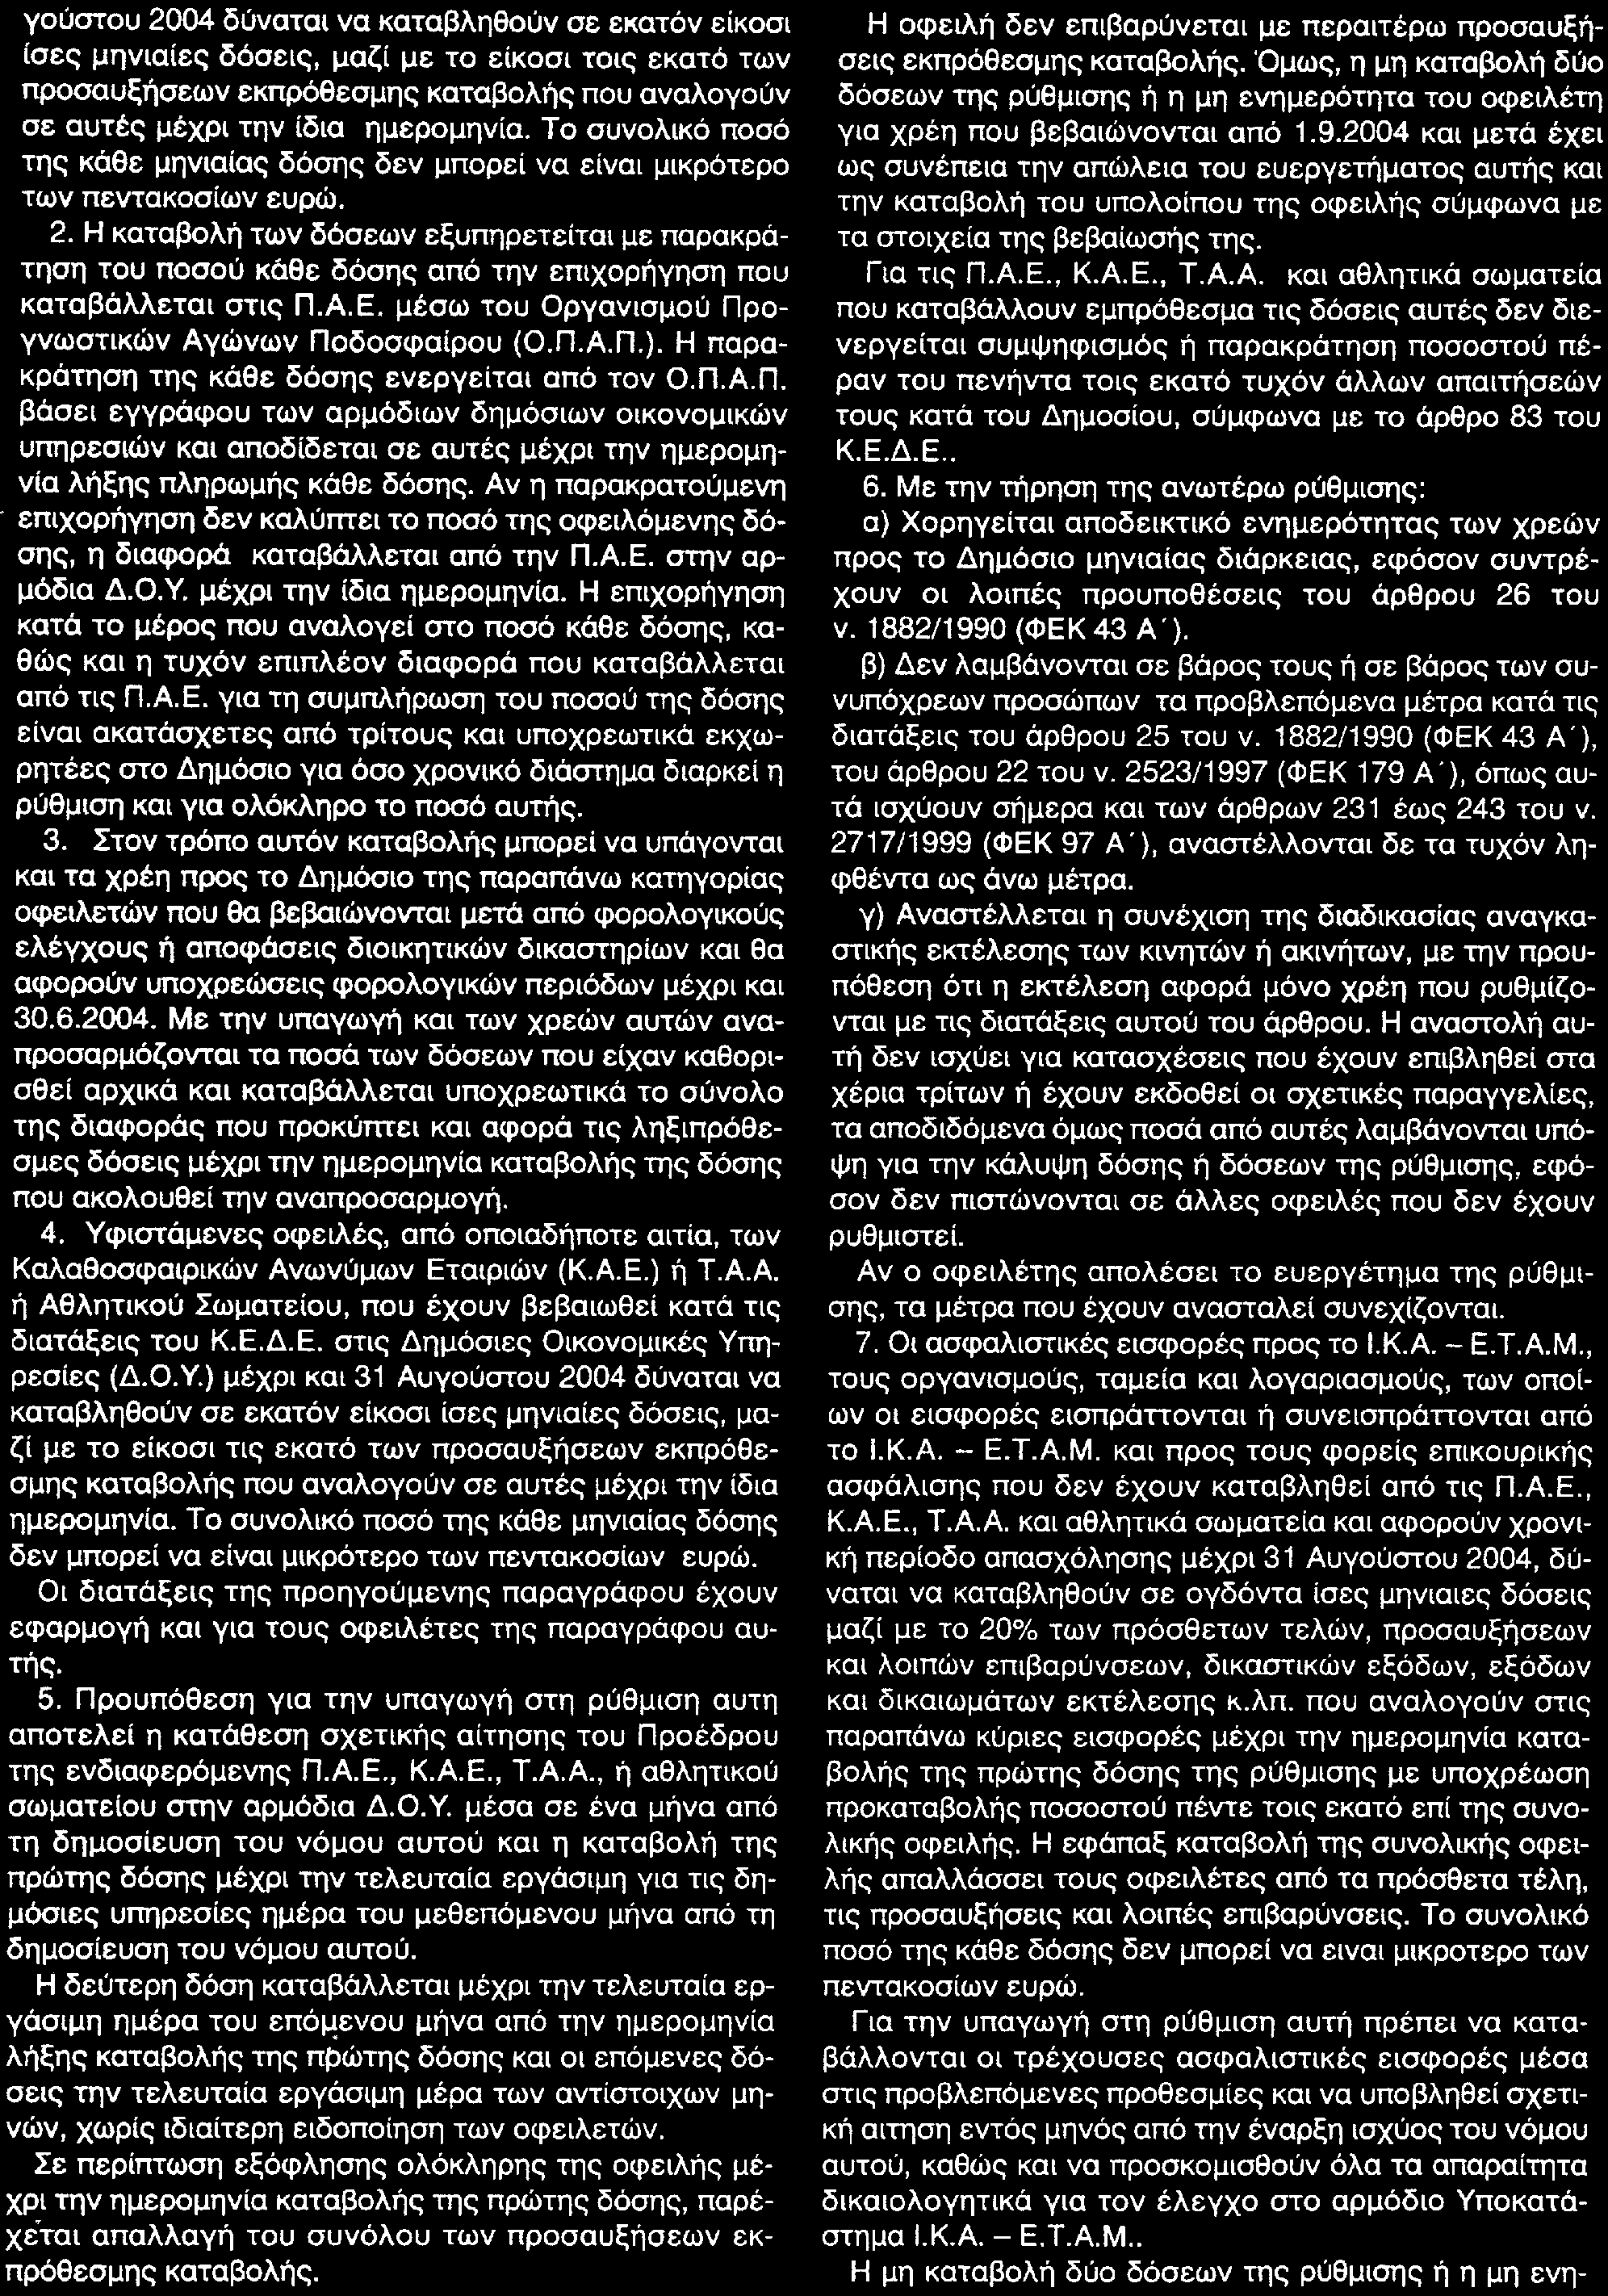 γούστου 2004 δύναται να καταβληθούν σε εκατόν είκοσι
ίσες μηνιαίες δόσεις, μαζί με το είκοσι τοις εκατό των
προσαυξήσεων εκπρόθεσμης καταβολής που αναλογούν
σε αυτές μέχρι την ίδια ημερομηνία. Το συνολικό ποσό
της κάθε μηνιαίας δόσης δεν μπορεί να είναι μικρότερο
των πεντακοσίων ευρώ.
2. Η καταβολή των δόσεων εξυπηρετείται με παρακρά-
τηση του ποσού κάθε δόσης από την επιχορήγηση που
καταβάλλεται στις Π.Α.Ε. μέσω του Οργανισμού Προ-
γνωστικών Αγώνων Ποδοσφαίρου (Ο.Π.Α.Π.). Η παρα-
κράτηση της κάθε δόσης ενεργείται από τον Ο.Π.Α.Π.
βάσει εγγράφου των αρμόδιων δημόσιων οικονομικών
υπηρεσιών και αποδίδεται σε αυτές μέχρι την ημερομη-
νία λήξης πληρωμής κάθε δόσης. Αν η παρακρατούμενη
επιχορήγηση δεν καλύπτει το ποσό της οφειλόμενης δό-
σης, η διαφορά καταβάλλεται από την Π.Α.Ε. στην αρ-
μόδια Δ.Ο.Υ. μέχρι την ίδια ημερομηνία. Η επιχορήγηση
κατά το μέρος που αναλογεί στο ποσό κάθε δόσης, κα-
θώς και η τυχόν επιπλέον διαφορά που καταβάλλεται
από τις Π.Α.Ε. για τη συμπλήρωση του ποσού της δόσης
είναι ακατάσχετες από τρίτους και υποχρεωτικά εκχω-
ρητέες στο Δημόσιο για όσο χρονικό διάστημα διαρκεί η
ρύθμιση και για ολόκληρο το ποσό αυτής.
3. Στον τρόπο αυτόν καταβολής μπορεί να υπάγονται
και τα χρέη προς το Δημόσιο της παραπάνω κατηγορίας
οφειλετών που θα βεβαιώνονται μετά από φορολογικούς
ελέγχους ή αποφάσεις διοικητικών δικαστηρίων και θα
αφορούν υποχρεώσεις φορολογικών περιόδων μέχρι και
30.6.2004. Με την υπαγωγή και των χρεών αυτών ανα-
προσαρμόζονται τα ποσά των δόσεων που είχαν καθορι-
σθεί αρχικά και καταβάλλεται υποχρεωτικά το σύνολο
της διαφοράς που προκύπτει και αφορά τις ληξιπρόθε-
σμες δόσεις μέχρι την ημερομηνία καταβολής της δόσης
που ακολουθεί την αναπροσαρμογή.
4. Υφιστάμενες οφειλές, από οποιαδήποτε αιτία, των
Καλαθοσφαιρικών Ανωνύμων Εταιριών (Κ.Α.Ε.) ή Τ.Α.Α.
ή Αθλητικού Σωματείου, που έχουν βεβαιωθεί κατά τις
διατάξεις του Κ.Ε.Δ.Ε. στις Δημόσιες Οικονομικές Υπη-
ρεσίες (Δ.Ο.Υ.) μέχρι και 31 Αυγούστου 2004 δύναται να
καταβληθούν σε εκατόν είκοσι ίσες μηνιαίες δόσεις, μα-
ζί με το είκοσι τις εκατό των προσαυξήσεων εκπρόθε-
σμης καταβολής που αναλογούν σε αυτές μέχρι την ίδια
ημερομηνία. Το συνολικό ποσό της κάθε μηνιαίας δόσης
δεν μπορεί να είναι μικρότερο των πεντακοσίων ευρώ.
Οι διατάξεις της προηγούμενης παραγράφου έχουν
εφαρμογή και για τους οφειλέτες της παραγράφου αυ-
τής.
5. Προυπόθεση για την υπαγωγή στη ρύθμιση αυτη
αποτελεί η κατάθεση σχετικής αίτησης του Προέδρου
της ενδιαφερόμενης Π.Α.Ε., Κ.Α.Ε., Τ.Α.Α., ή αθλητικού
σωματείου στην αρμόδια Δ.Ο.Υ. μέσα σε ένα μήνα από
τη δημοσίευση του νόμου αυτού και η καταβολή της
πρώτης δόσης μέχρι την τελευταία εργάσιμη για τις δη-
μόσιες υπηρεσίες ημέρα του μεθεπόμενου μήνα από τη
δημοσίευση του νόμου αυτού.
Η δεύτερη δόση καταβάλλεται μέχρι την τελευταία ερ-
γάσιμη ημέρα του επόμενου μήνα από την ημερομηνία
λήξης καταβολής της πρώτης δόσης και οι επόμενες δό-
σεις την τελευταία εργάσιμη μέρα των αντίστοιχων μη-
νών, χωρίς ιδιαίτερη ειδοποίηση των οφειλετών.
Σε περίπτωση εξόφλησης ολόκληρης της οφειλής μέ-
χρι την ημερομηνία καταβολής της πρώτης δόσης, παρέ-
χεται απαλλαγή του συνόλου των προσαυξήσεων εκ-
πρόθεσμης καταβολής.
Η οφειλή δεν επιβαρύνεται με περαιτέρω προσαυξή-
σεις εκπρόθεσμης καταβολής. Όμως, η μη καταβολή δύο
δόσεων της ρύθμισης ή η μη ενημερότητα του οφειλέτη
για χρέη που βεβαιώνονται από 1.9.2004 και μετά έχει
ως συνέπεια την απώλεια του ευεργετήματος αυτής και
την καταβολή του υπολοίπου της οφειλής σύμφωνα με
τα στοιχεία της βεβαίωσής της.
Για τις Π.Α.Ε., Κ.Α.Ε., Τ.Α.Α. και αθλητικά σωματεία
που καταβάλλουν εμπρόθεσμα τις δόσεις αυτές δεν διε-
νεργείται συμψηφισμός ή παρακράτηση ποσοστού πέ-
ραν του πενήντα τοις εκατό τυχόν άλλων απαιτήσεών
τους κατά του Δημοσίου, σύμφωνα με το άρθρο 83 του
Κ.Ε.Δ.Ε..
6. Με την τήρηση της ανωτέρω ρύθμισης:
α) Χορηγείται αποδεικτικό ενημερότητας των χρεών
προς το Δημόσιο μηνιαίας διάρκειας, εφόσον συντρέ-
χουν οι λοιπές προυποθέσεις του άρθρου 26 του
ν. 1882/1990 (ΦΕΚ 43 Α΄).
β) Δεν λαμβάνονται σε βάρος τους ή σε βάρος των συ-
νυπόχρεων προσώπων τα προβλεπόμενα μέτρα κατά τις
διατάξεις του άρθρου 25 του ν. 1882/1990 (ΦΕΚ 43 Α΄),
του άρθρου 22 του ν. 2523/1997 (ΦΕΚ 179 Α΄), όπως αυ-
τά ισχύουν σήμερα και των άρθρων 231 έως 243 του ν.
2717/1999 (ΦΕΚ 97 Α΄), αναστέλλονται δε τα τυχόν λη-
φθέντα ως άνω μέτρα.
γ) Αναστέλλεται η συνέχιση της διαδικασίας αναγκα-
στικής εκτέλεσης των κινητών ή ακινήτων, με την πρου-
πόθεση ότι η εκτέλεση αφορά μόνο χρέη που ρυθμίζο-
νται με τις διατάξεις αυτού του άρθρου. Η αναστολή αυ-
τή δεν ισχύει για κατασχέσεις που έχουν επιβληθεί στα
χέρια τρίτων ή έχουν εκδοθεί οι σχετικές παραγγελίες,
τα αποδιδόμενα όμως ποσά από αυτές λαμβάνονται υπό-
ψη για την κάλυψη δόσης ή δόσεων της ρύθμισης, εφό-
σον δεν πιστώνονται σε άλλες οφειλές που δεν έχουν
ρυθμιστεί.
Αν ο οφειλέτης απολέσει το ευεργέτημα της ρύθμι-
σης, τα μέτρα που έχουν ανασταλεί συνεχίζονται.
7. Οι ασφαλιστικές εισφορές προς το Ι.Κ.Α. – Ε.Τ.Α.Μ.,
τους οργανισμούς, ταμεία και λογαριασμούς, των οποί-
ων οι εισφορές εισπράττονται ή συνεισπράττονται από
το Ι.Κ.Α. – Ε.Τ.Α.Μ. και προς τους φορείς επικουρικής
ασφάλισης που δεν έχουν καταβληθεί από τις Π.Α.Ε.,
Κ.Α.Ε., Τ.Α.Α. και αθλητικά σωματεία και αφορούν χρονι-
κή περίοδο απασχόλησης μέχρι 31 Αυγούστου 2004, δύ-
ναται να καταβληθούν σε ογδόντα ίσες μηνιαιες δόσεις
μαζί με το 20% των πρόσθετων τελών, προσαυξήσεων
και λοιπών επιβαρύνσεων, δικαστικών εξόδων, εξόδων
και δικαιωμάτων εκτέλεσης κ.λπ. που αναλογούν στις
παραπάνω κύριες εισφορές μέχρι την ημερομηνία κατα-
βολής της πρώτης δόσης της ρύθμισης με υποχρέωση
προκαταβολής ποσοστού πέντε τοις εκατό επί της συνο-
λικής οφειλής. Η εφάπαξ καταβολή της συνολικής οφει-
λής απαλλάσσει τους οφειλέτες από τα πρόσθετα τέλη,
τις προσαυξήσεις και λοιπές επιβαρύνσεις. Το συνολικό
ποσό της κάθε δόσης δεν μπορεί να ειναι μικροτερο των
πεντακοσίων ευρώ.
Για την υπαγωγή στη ρύθμιση αυτή πρέπει να κατα-
βάλλονται οι τρέχουσες ασφαλιστικές εισφορές μέσα
στις προβλεπόμενες προθεσμίες και να υποβληθεί σχετι-
κή αιτηση εντός μηνός από την έναρξη ισχύος του νόμου
αυτού, καθώς και να προσκομισθούν όλα τα απαραίτητα
δικαιολογητικά για τον έλεγχο στο αρμόδιο Υποκατά-
στημα Ι.Κ.Α. – Ε.Τ.Α.Μ..
Η μη καταβολή δύο δόσεων της ρύθμισης ή η μη ενη-